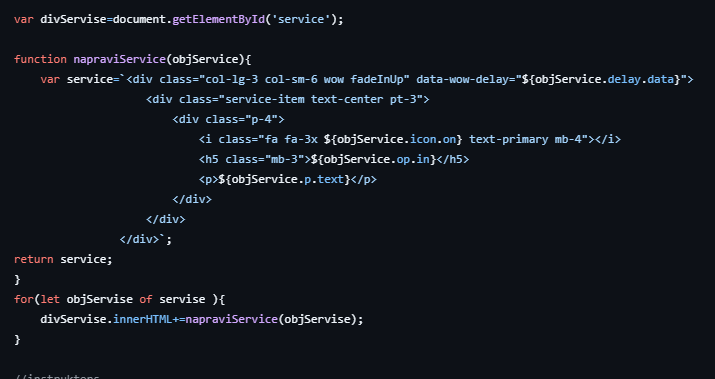 var divServise=document.getElementById('service');
function napraviService(objService){
var service=`<div class="col-lg-3 col-sm-6 wow fadeInUp" data-wow-delay="${objService.delay.data}">
<div class="service-item text-center pt-3">
<div class="p-4">
<i class="fa fa-3x ${objService.icon.on} text-primary mb-4"></i>
<h5 class="mb-3">${objService.op.in}</h5>
<p>${objService.p.text}</p>
</div>
</div>
</div>`;
return service;
}
for(let objServise of servise ){
divServise.innerHTML+=napraviService(objServise);
}